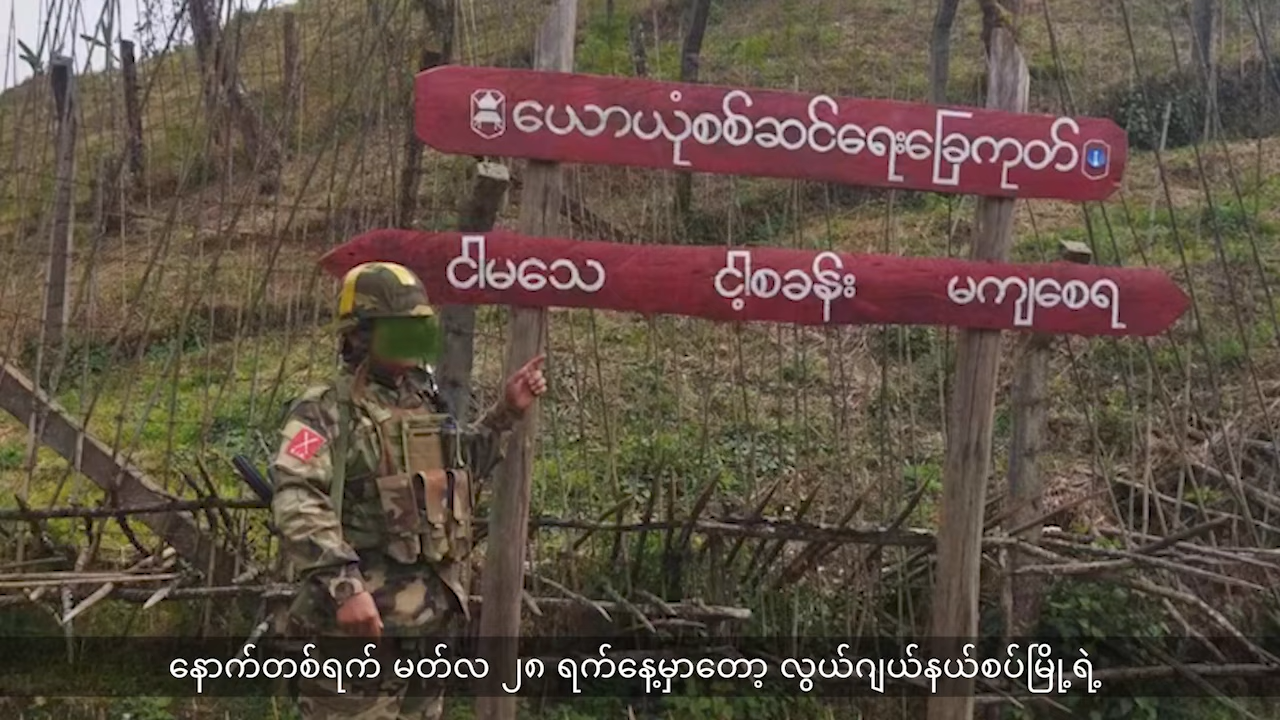 ယောယုံစစ်ဆင်ရေးခြေကုတ်
ငါမသေ ငါ့စခန်း မကျစေရ
နောက်တစ်ရက် မတ်လ ၂၈ ရက်နေ့မှာတော့ လွယ်ဂျယ်နယ်စပ်မြို့ရဲ့